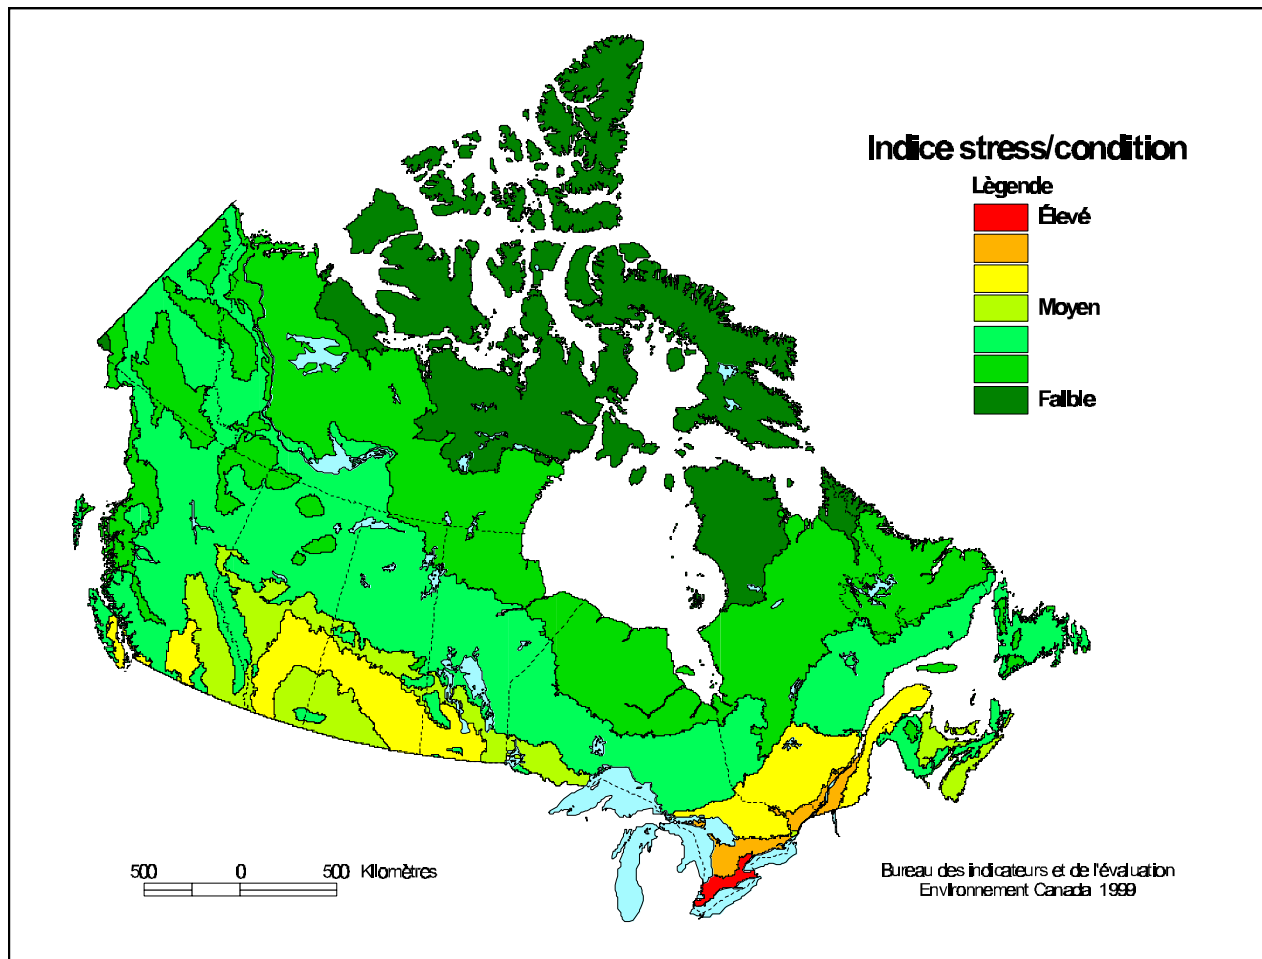 Indice stress/condition
Lègende
Élevé
Moyen
Faible
500 0 500 Kilomètres
Bureau des indicateurs et de l'évaluation
Environnement Canada 1999